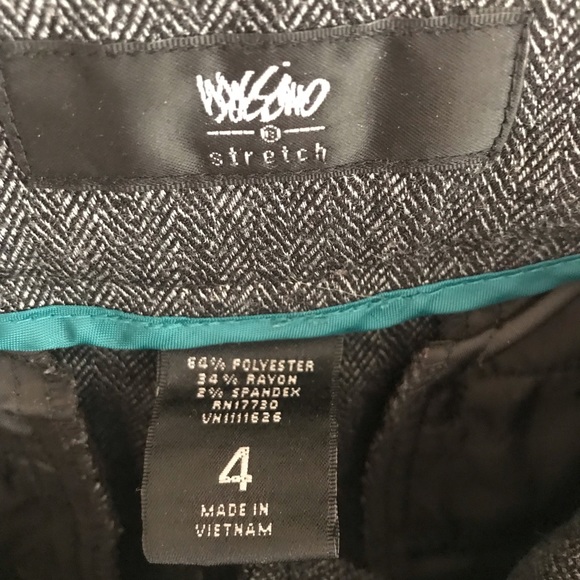 Mossimo
stretch
64% POLYESTER
34% RAYON
2% SPANDEX
RN17730
VN1111626
4
MADE IN
VIETNAM